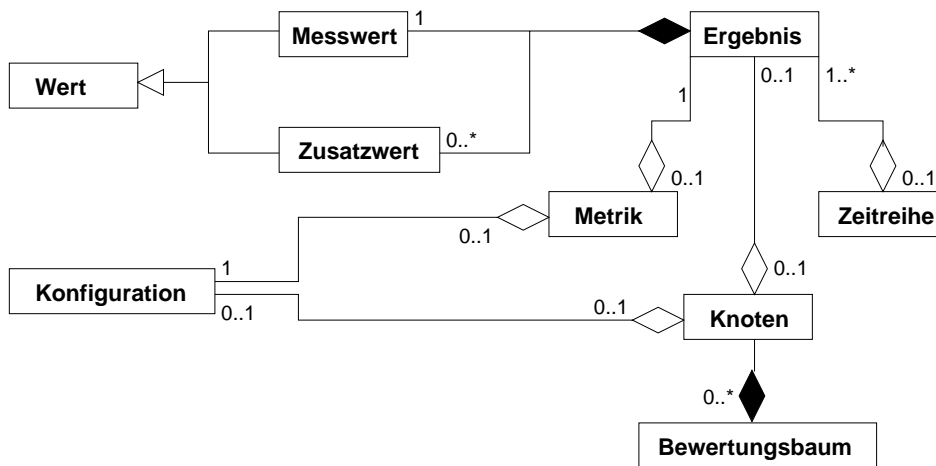 Messwert
1
Ergebnis
Wert
0..1
1..*
1
Zusatzwert
0..*
0..1
0..1
Metrik
Zeitreihe
0..1
1
0..1
Konfiguration
0..1
0..1
Knoten
0..*
Bewertungsbaum